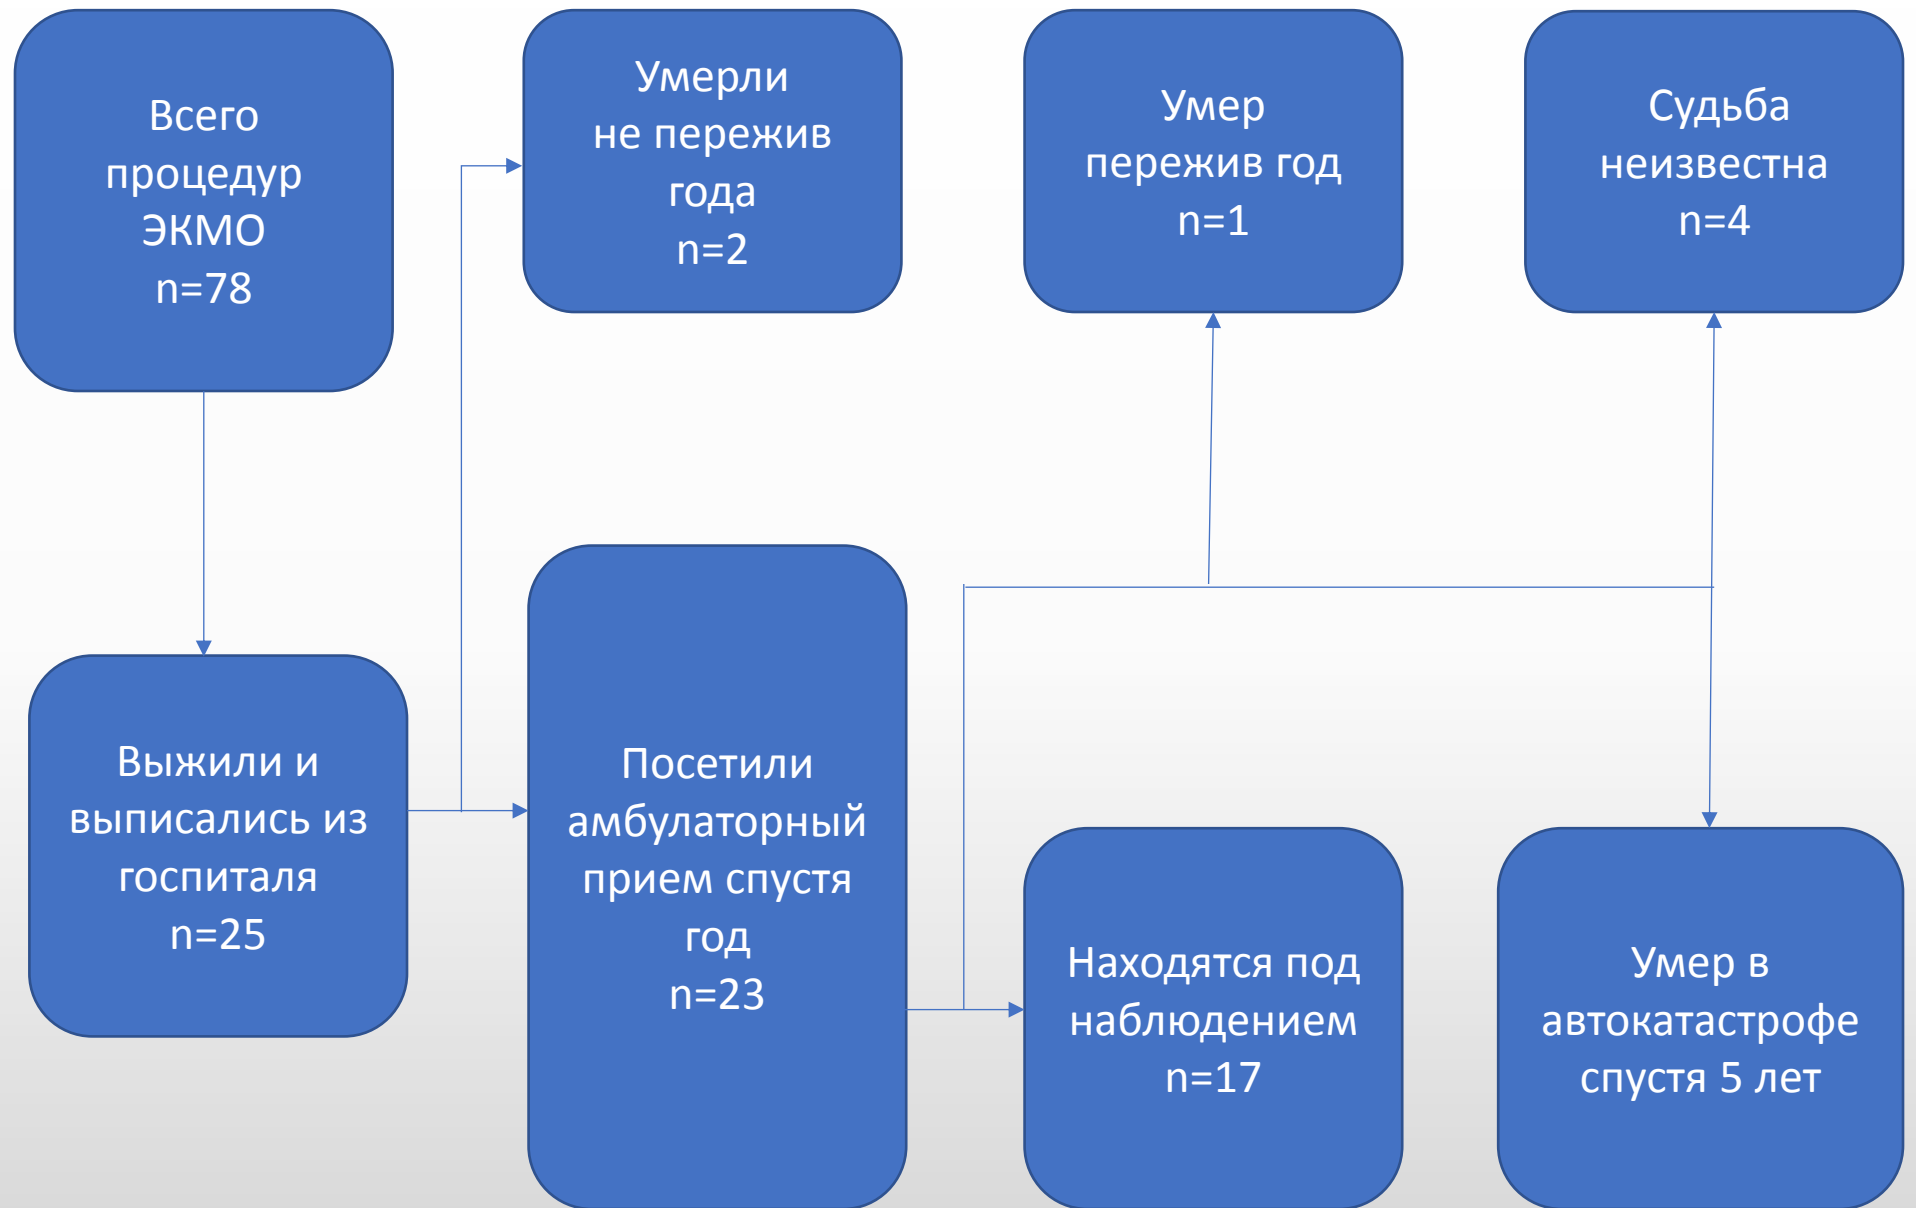 Всего
процедур
ЭКМО
n=78
Умерли
не пережив
года
n=2
Умер
пережив год
n=1
Судьба
неизвестна
n=4
Выжили и
выписались из
госпиталя
n=25
Посетили
амбулаторный
прием спустя
год
n=23
Находятся под
наблюдением
n=17
Умер в
автокатастрофе
спустя 5 лет